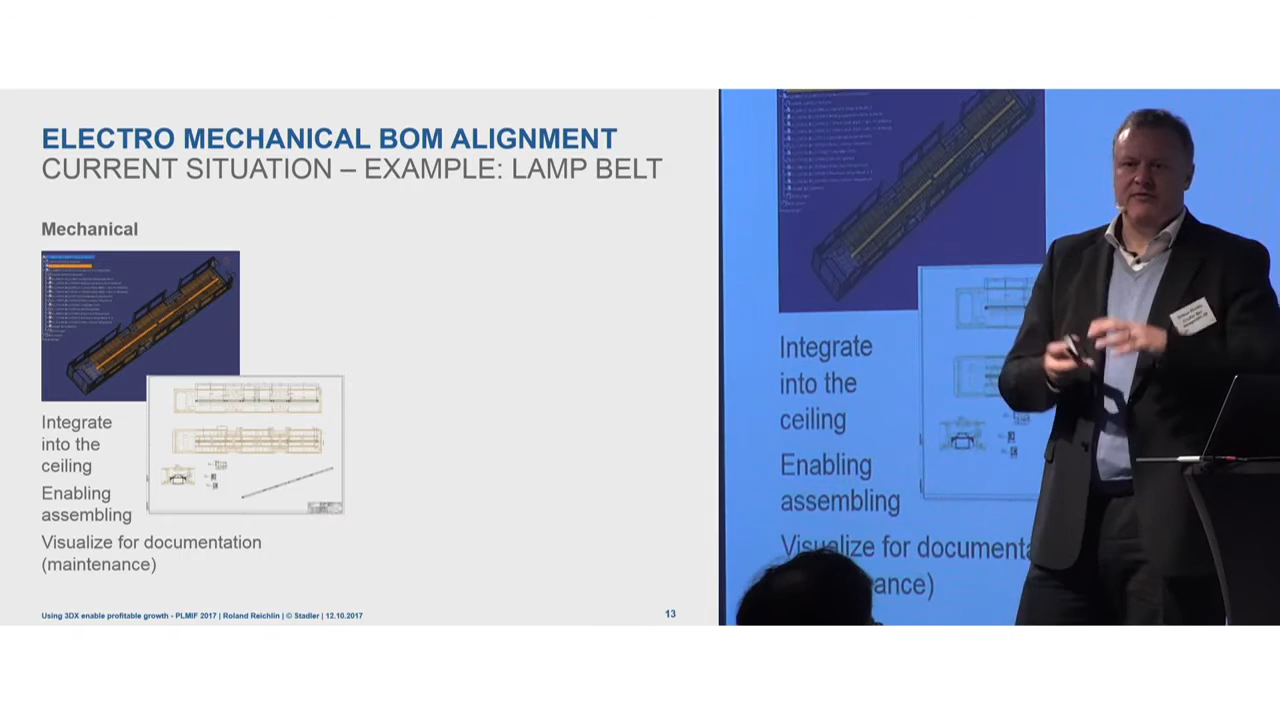 ELECTRO MECHANICAL BOM ALIGNMENT
CURRENT SITUATION – EXAMPLE: LAMP BELT
Mechanical
Integrate
into the
ceiling
Enabling
assembling
Visualize for documentation
(maintenance)
Using 3DX enable profitable growth - PLMIF 2017 | Roland Reichlin | © Stadler | 12.10.2017
13
Integrate
into the
ceiling
Enabling
assembling
Visualize for documenta
ance)